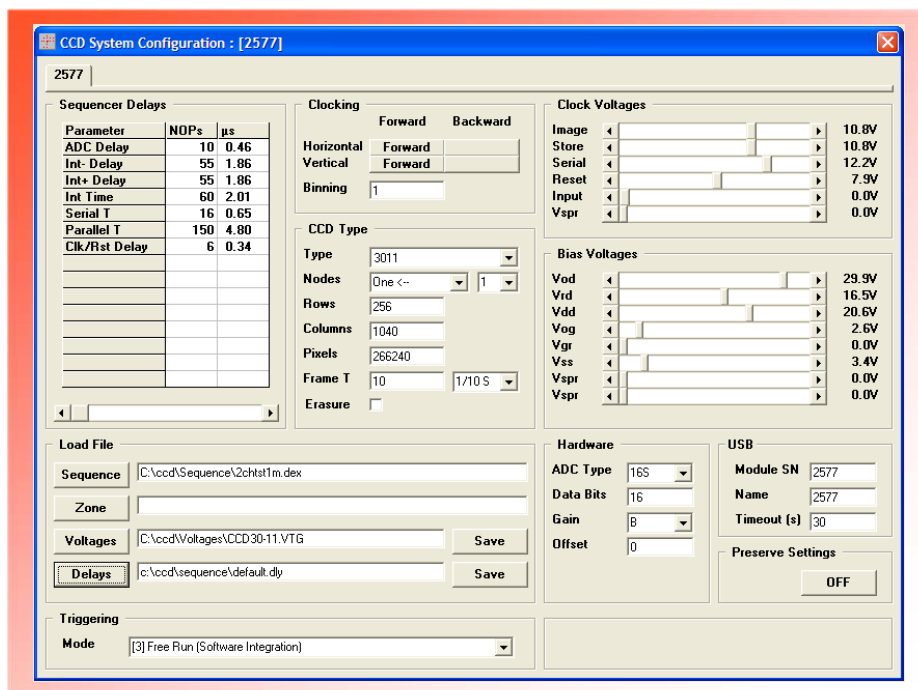 CCD System Configuration : [2577]
2577
Sequencer Delays
Parameter NOPs µs
ADC Delay 10 0.46
Int- Delay 55 1.86
Int+ Delay 55 1.86
Int Time 60 2.01
Serial T 16 0.65
Parallel T 150 4.80
Clk/Rst Delay 6 0.34
Clocking
Forward Backward
Horizontal Forward
Vertical Forward
Binning 1
CCD Type
Type 3011
Nodes One <-- 1
Rows 256
Columns 1040
Pixels 266240
Frame T 10 1/10 S
Erasure
Clock Voltages
Image 10.8V
Store 10.8V
Serial 12.2V
Reset 7.9V
Input 0.0V
Vspr 0.0V
Bias Voltages
Vod 29.9V
Vrd 16.5V
Vdd 20.6V
Vog 2.6V
Vgr 0.0V
Vss 3.4V
Vspr 0.0V
Vspr 0.0V
Load File
Sequence C:\ccd\Sequence\2chtst1m.dex
Zone
Voltages C:\ccd\Voltages\CCD30-11.VTG Save
Delays c:\ccd\sequence\default.dly Save
Hardware
ADC Type 16S
Data Bits 16
Gain B
Offset 0
USB
Module SN 2577
Name 2577
Timeout (s) 30
Preserve Settings
OFF
Triggering
Mode [3] Free Run (Software Integration)